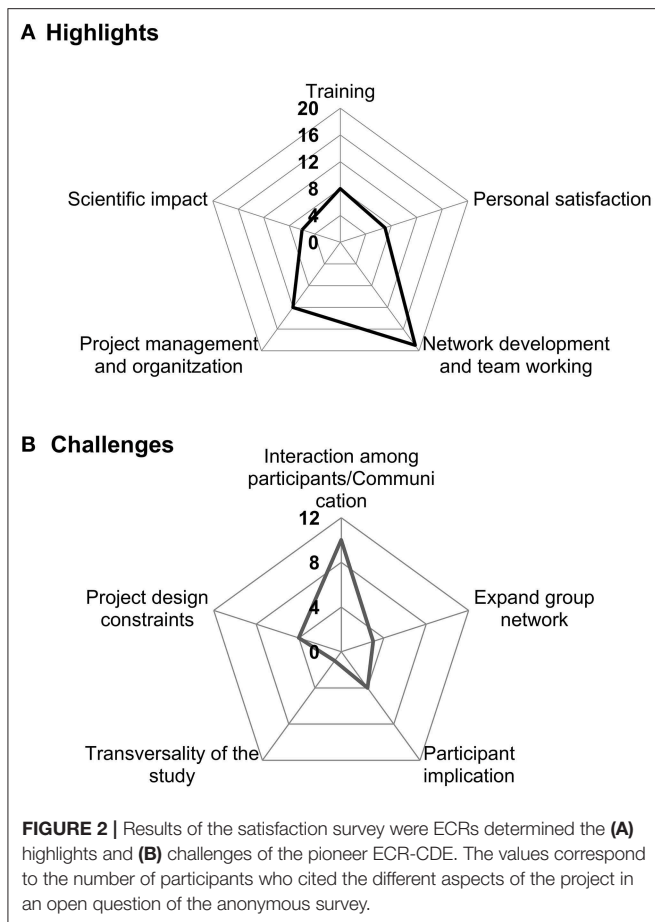 A Highlights
Training
20
16
12
8
4
0
Scientific impact
Personal satisfaction
Project management
and organitzation
Network development
and team working
B Challenges
Interaction among
participants/Communi
cation
12
8
4
0
Project design
constraints
Expand group
network
Transversality of the
study
Participant
implication
FIGURE 2 | Results of the satisfaction survey were ECRs determined the (A)
highlights and (B) challenges of the pioneer ECR-CDE. The values correspond
to the number of participants who cited the different aspects of the project in
an open question of the anonymous survey.